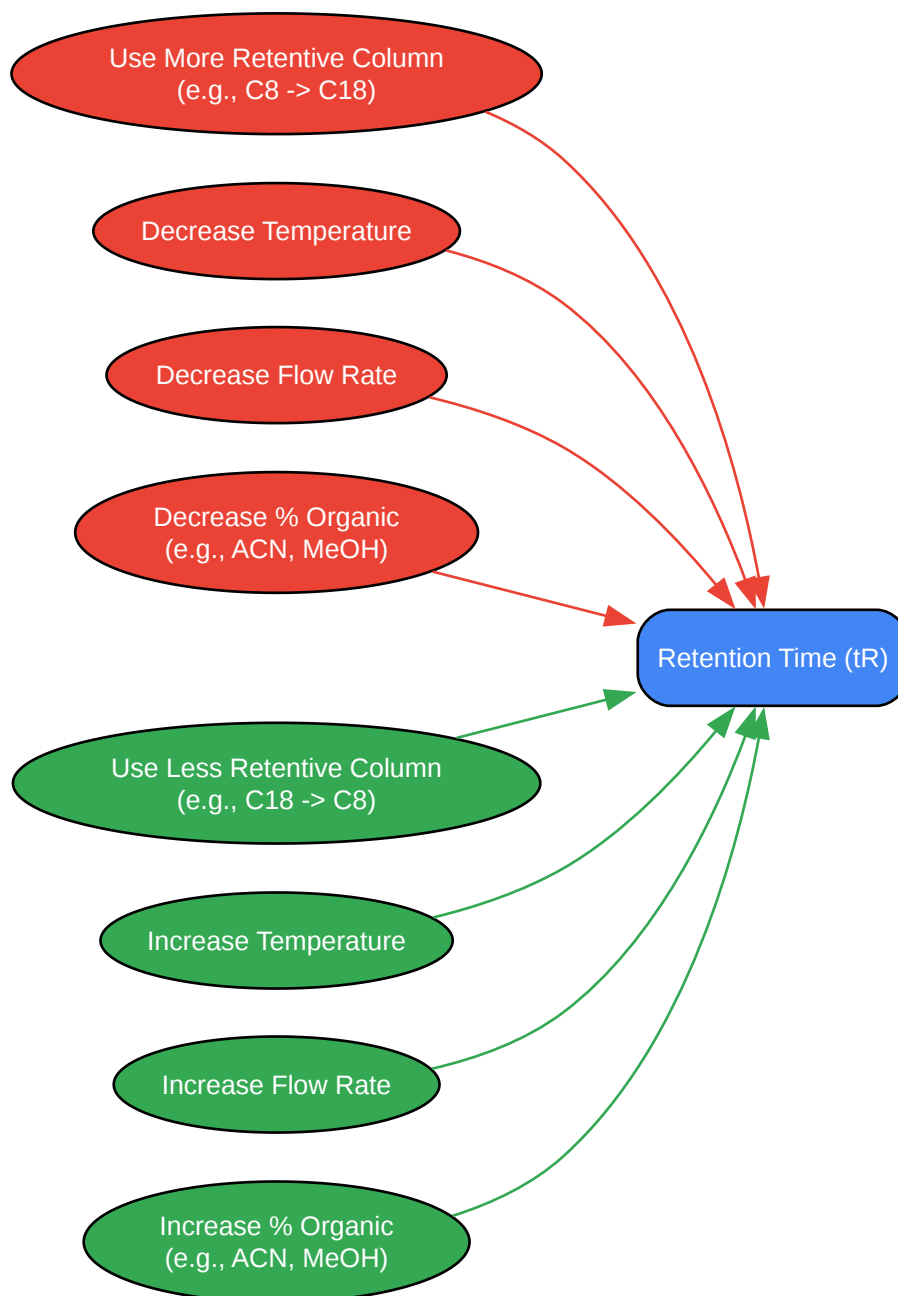 Use More Retentive Column
(e.g., C8 -> C18)
Decrease Temperature
Decrease Flow Rate
Decrease % Organic
(e.g., ACN, MeOH)
Retention Time (tR)
Use Less Retentive Column
(e.g., C18 -> C8)
Increase Temperature
Increase Flow Rate
Increase % Organic
(e.g., ACN, MeOH)